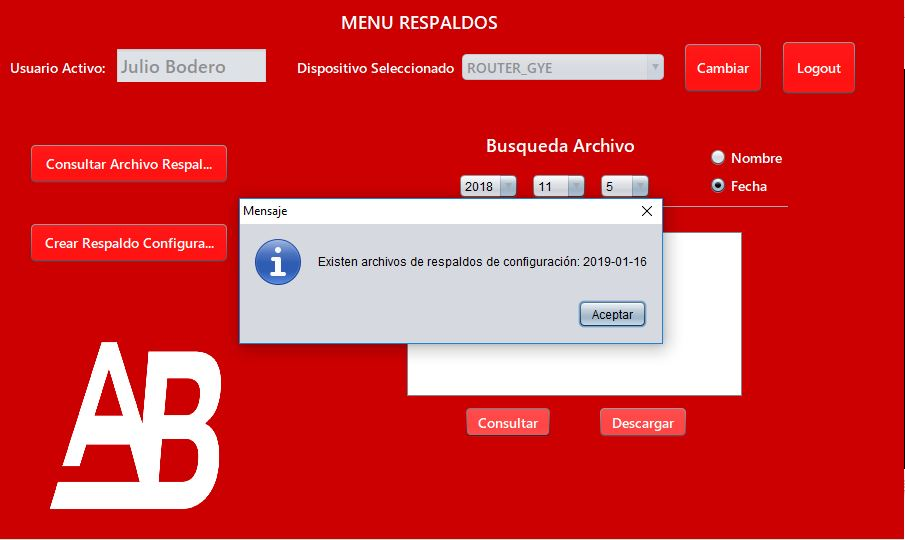 MENU RESPALDOS
Usuario Activo: Julio Bodero Dispositivo Seleccionado ROUTER_GYE Cambiar Logout
Busqueda Archivo
Consultar Archivo Respal... Nombre
2018 11 5 Fecha
Mensaje
Crear Respaldo Configura...
Existen archivos de respaldos de configuración: 2019-01-16
Aceptar
AB
Consultar Descargar